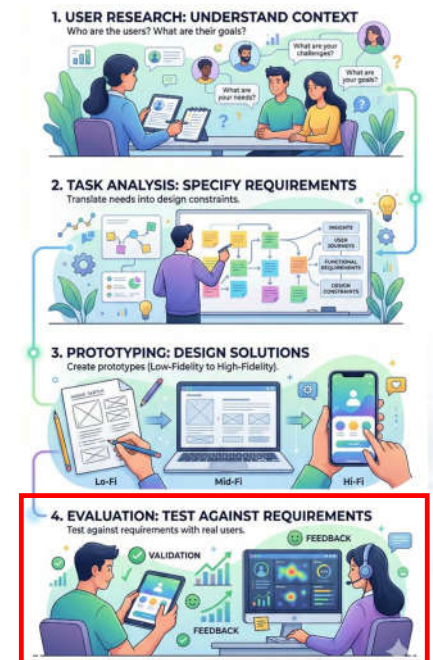 1. USER RESEARCH: UNDERSTAND CONTEXT
Who are the users? What are their goals?
What are your
challenges?
What are
your goals?
What are
your needs?
2. TASK ANALYSIS: SPECIFY REQUIREMENTS
Translate needs into design constraints.
INSIGHTS
USER
JOURNEYS
FUNCTIONAL
REQUIREMENTS
DESIGN
CONSTRAINTS
3. PROTOTYPING: DESIGN SOLUTIONS
Create prototypes (Low-Fidelity to High-Fidelity).
Lo-Fi
Mid-Fi
Hi-Fi
4. EVALUATION: TEST AGAINST REQUIREMENTS
Test against requirements with real users.
VALIDATION
FEEDBACK
FEEDBACK